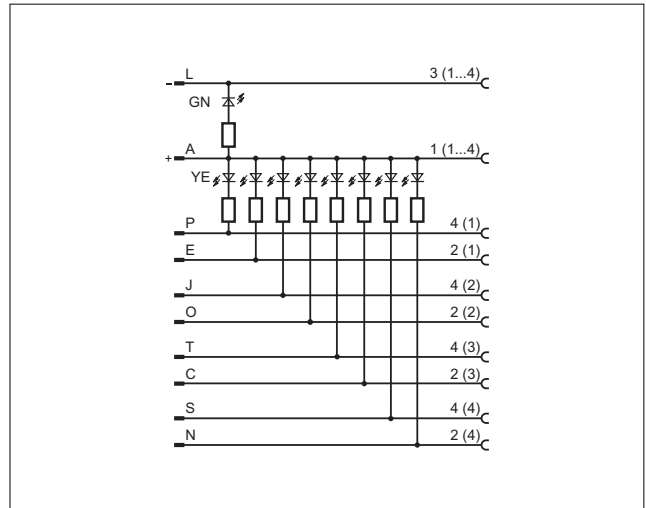 L 3 (1...4)
-
GN
A 1 (1...4)
+
YE
P 4 (1)
E 2 (1)
J 4 (2)
O 2 (2)
T 4 (3)
C 2 (3)
S 4 (4)
N 2 (4)